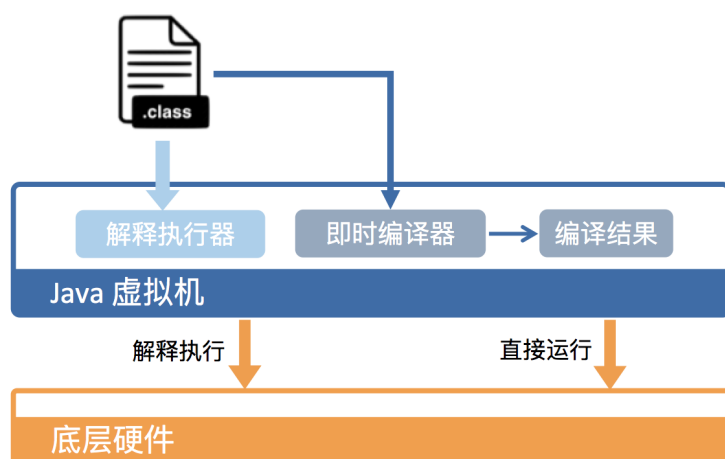 .class
解释执行器
即时编译器
编译结果
Java 虚拟机
解释执行
直接运行
底层硬件